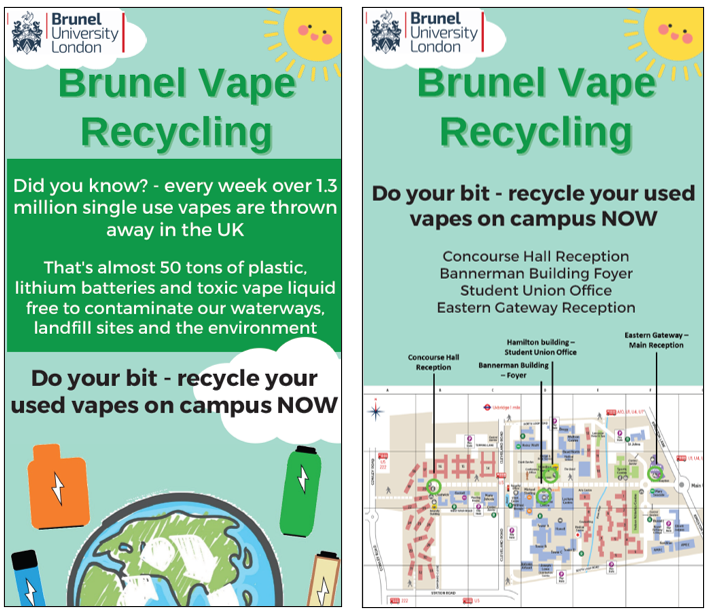 Brunel
University
London
Brunel Vape
Recycling
Did you know? - every week over 1.3
million single use vapes are thrown
away in the UK
That's almost 50 tons of plastic,
lithium batteries and toxic vape liquid
free to contaminate our waterways,
landfill sites and the environment
Do your bit - recycle your
used vapes on campus NOW
Brunel
University
London
Brunel Vape
Recycling
Do your bit - recycle your used
vapes on campus NOW
Concourse Hall Reception
Bannerman Building Foyer
Student Union Office
Eastern Gateway Reception
Concourse Hall
Reception
Hamilton building –
Student Union Office
Bannerman Building
– Foyer
Eastern Gateway –
Main Reception
CLEVELAND ROAD
STATION ROAD